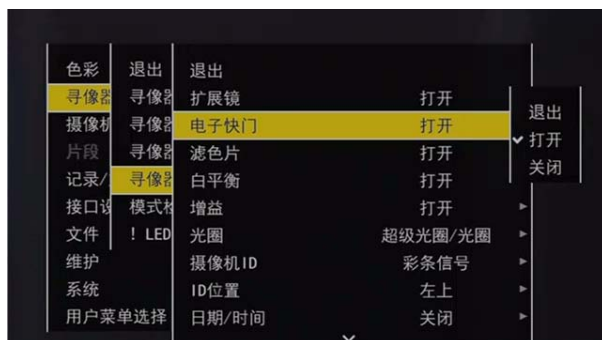 色彩
寻像器
摄像机
片段
记录/
接口设
文件
维护
系统
用户菜单选择
退出
寻像器
寻像器
寻像器
寻像器
模式检
! LED
退出
扩展镜 打开
电子快门 打开
滤色片 打开
白平衡 打开
增益 打开
光圈 超级光圈/光圈
摄像机ID 彩条信号
ID位置 左上
日期/时间 关闭
退出
打开
关闭